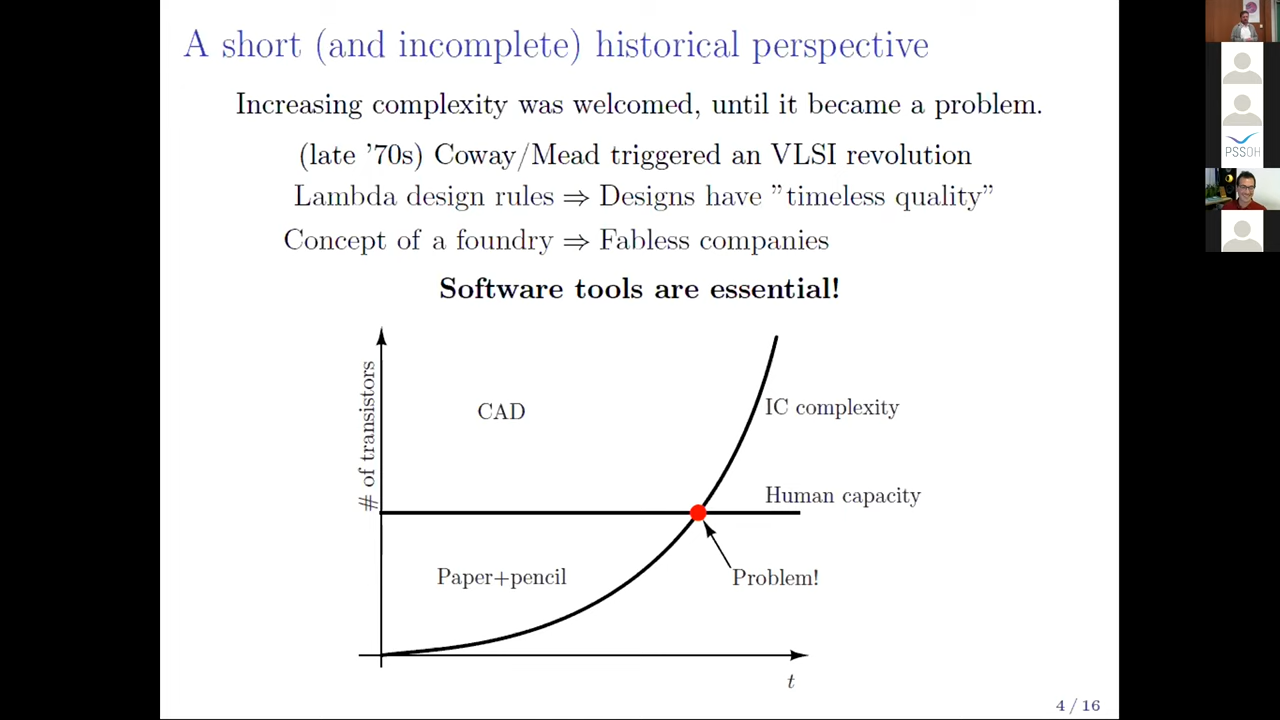 A short (and incomplete) historical perspective
Increasing complexity was welcomed, until it became a problem.
(late '70s) Coway/Mead triggered an VLSI revolution
Lambda design rules ⇒ Designs have "timeless quality"
Concept of a foundry ⇒ Fabless companies
Software tools are essential!
# of transistors
CAD
IC complexity
Human capacity
Paper+pencil
Problem!
t
4 / 16
PSSOH